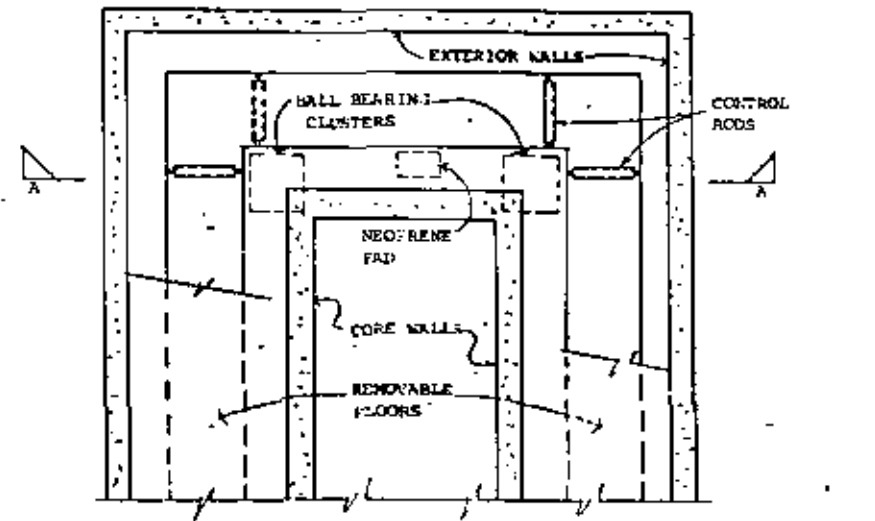 EXTERIOR WALLS
BALL BEARING
CLUSTERS
CONTROL
RODS
A
A
NEOPRENE
PAD
CORE WALLS
REMOVABLE
FLOORS